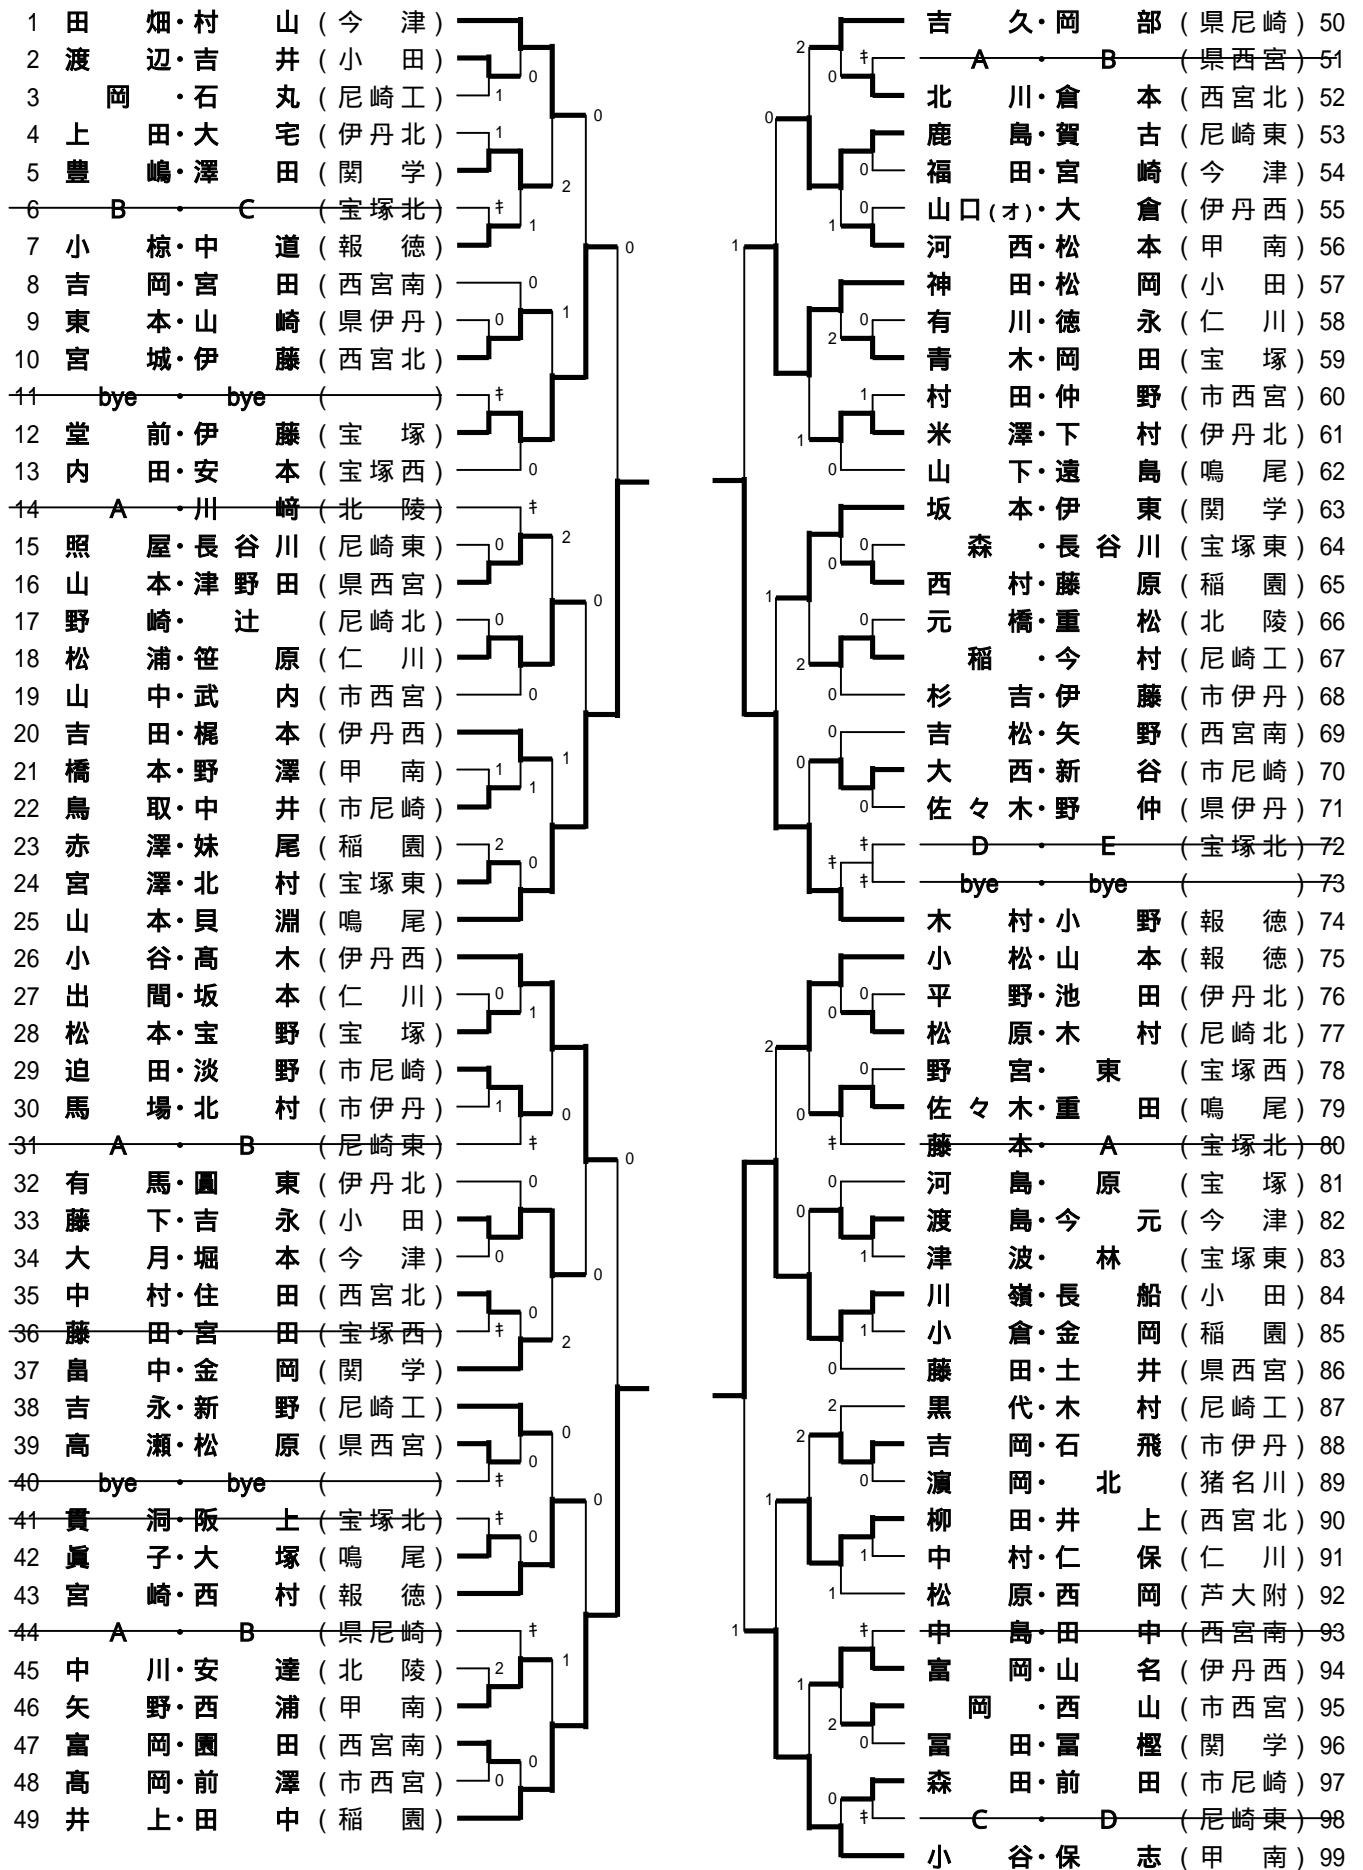 1 田畑・村山 (今津)
2 渡辺・吉井 (小田)
3 岡・石丸 (尼崎工)
4 上田・大宅 (伊丹北)
5 豊嶋・澤田 (関学)
6 B・C (宝塚北)
7 小椋・中道 (報徳)
8 吉岡・宮田 (西宮南)
9 東本・山崎 (県伊丹)
10 宮城・伊藤 (西宮北)
11 bye・bye ( )
12 堂前・伊藤 (宝塚)
13 内田・安本 (宝塚西)
14 A・川﨑 (北陵)
15 照屋・長谷川 (尼崎東)
16 山本・津野田 (県西宮)
17 野崎・辻 (尼崎北)
18 松浦・笹原 (仁川)
19 山中・武内 (市西宮)
20 吉田・梶本 (伊丹西)
21 橋本・野澤 (甲南)
22 鳥取・中井 (市尼崎)
23 赤澤・妹尾 (稲園)
24 宮澤・北村 (宝塚東)
25 山本・貝淵 (鳴尾)
26 小谷・髙木 (伊丹西)
27 出間・坂本 (仁川)
28 松本・宝野 (宝塚)
29 迫田・淡野 (市尼崎)
30 馬場・北村 (市伊丹)
31 A・B (尼崎東)
32 有馬・圓東 (伊丹北)
33 藤下・吉永 (小田)
34 大月・堀本 (今津)
35 中村・住田 (西宮北)
36 藤田・宮田 (宝塚西)
37 畠中・金岡 (関学)
38 吉永・新野 (尼崎工)
39 高瀬・松原 (県西宮)
40 bye・bye ( )
41 貫洞・阪上 (宝塚北)
42 眞子・大塚 (鳴尾)
43 宮崎・西村 (報徳)
44 A・B (県尼崎)
45 中川・安達 (北陵)
46 矢野・西浦 (甲南)
47 富岡・園田 (西宮南)
48 髙岡・前澤 (市西宮)
49 井上・田中 (稲園)
吉久・岡部 (県尼崎) 50
A・B (県西宮) 51
北川・倉本 (西宮北) 52
鹿島・賀古 (尼崎東) 53
福田・宮崎 (今津) 54
山口(オ)・大倉 (伊丹西) 55
河西・松本 (甲南) 56
神田・松岡 (小田) 57
有川・徳永 (仁川) 58
青木・岡田 (宝塚) 59
村田・仲野 (市西宮) 60
米澤・下村 (伊丹北) 61
山下・遠島 (鳴尾) 62
坂本・伊東 (関学) 63
森・長谷川 (宝塚東) 64
西村・藤原 (稲園) 65
元橋・重松 (北陵) 66
稲・今村 (尼崎工) 67
杉吉・伊藤 (市伊丹) 68
吉松・矢野 (西宮南) 69
大西・新谷 (市尼崎) 70
佐々木・野仲 (県伊丹) 71
D・E (宝塚北) 72
bye・bye ( ) 73
木村・小野 (報徳) 74
小松・山本 (報徳) 75
平野・池田 (伊丹北) 76
松原・木村 (尼崎北) 77
野宮・東 (宝塚西) 78
佐々木・重田 (鳴尾) 79
藤本・A (宝塚北) 80
河島・原 (宝塚) 81
渡島・今元 (今津) 82
津波・林 (宝塚東) 83
川嶺・長船 (小田) 84
小倉・金岡 (稲園) 85
藤田・土井 (県西宮) 86
黒代・木村 (尼崎工) 87
吉岡・石飛 (市伊丹) 88
濵岡・北 (猪名川) 89
柳田・井上 (西宮北) 90
中村・仁保 (仁川) 91
松原・西岡 (芦大附) 92
中島・田中 (西宮南) 93
富岡・山名 (伊丹西) 94
岡・西山 (市西宮) 95
冨田・冨樫 (関学) 96
森田・前田 (市尼崎) 97
C・D (尼崎東) 98
小谷・保志 (甲南) 99